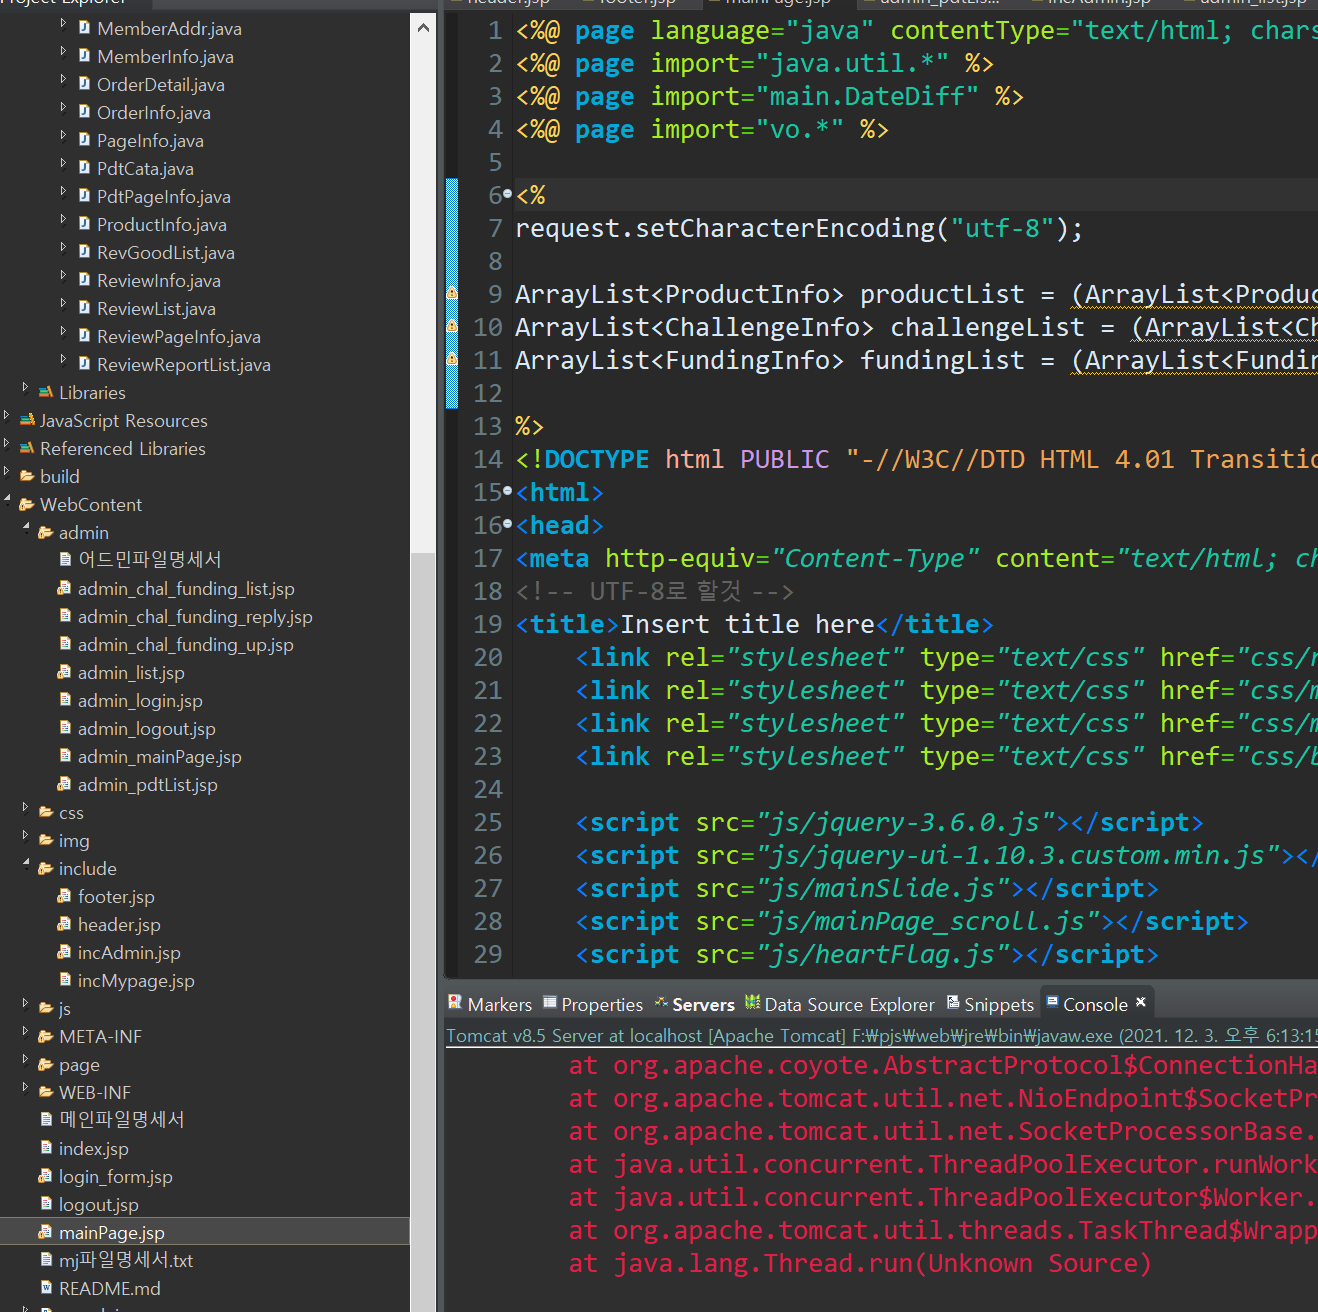 Project Explorer
MemberAddr.java
MemberInfo.java
OrderDetail.java
OrderInfo.java
PageInfo.java
PdtCata.java
PdtPageInfo.java
ProductInfo.java
RevGoodList.java
ReviewInfo.java
ReviewList.java
ReviewPageInfo.java
ReviewReportList.java
Libraries
JavaScript Resources
Referenced Libraries
build
WebContent
admin
어드민파일명세서
admin_chal_funding_list.jsp
admin_chal_funding_reply.jsp
admin_chal_funding_up.jsp
admin_list.jsp
admin_login.jsp
admin_logout.jsp
admin_mainPage.jsp
admin_pdtList.jsp
css
img
include
footer.jsp
header.jsp
incAdmin.jsp
incMypage.jsp
js
META-INF
page
WEB-INF
메인파일명세서
index.jsp
login_form.jsp
logout.jsp
mainPage.jsp
mj파일명세서.txt
README.md
header.jsp footer.jsp mainPage.jsp admin_pdtLis... incAdmin.jsp admin_list.jsp
1 <%@ page language="java" contentType="text/html; chars
2 <%@ page import="java.util.*" %>
3 <%@ page import="main.DateDiff" %>
4 <%@ page import="vo.*" %>
5
6 <%
7 request.setCharacterEncoding("utf-8");
8
9 ArrayList<ProductInfo> productList = (ArrayList<Produc
10 ArrayList<ChallengeInfo> challengeList = (ArrayList<Ch
11 ArrayList<FundingInfo> fundingList = (ArrayList<Fundin
12
13 %>
14 <!DOCTYPE html PUBLIC "-//W3C//DTD HTML 4.01 Transitio
15 <html>
16 <head>
17 <meta http-equiv="Content-Type" content="text/html; ch
18 <!-- UTF-8로 할것 -->
19 <title>Insert title here</title>
20 <link rel="stylesheet" type="text/css" href="css/r
21 <link rel="stylesheet" type="text/css" href="css/m
22 <link rel="stylesheet" type="text/css" href="css/m
23 <link rel="stylesheet" type="text/css" href="css/b
24
25 <script src="js/jquery-3.6.0.js"></script>
26 <script src="js/jquery-ui-1.10.3.custom.min.js"></
27 <script src="js/mainSlide.js"></script>
28 <script src="js/mainPage_scroll.js"></script>
29 <script src="js/heartFlag.js"></script>
Markers Properties Servers Data Source Explorer Snippets Console
Tomcat v8.5 Server at localhost [Apache Tomcat] F:₩pjs₩web₩jre₩bin₩javaw.exe (2021. 12. 3. 오후 6:13:15
at org.apache.coyote.AbstractProtocol$ConnectionHa
at org.apache.tomcat.util.net.NioEndpoint$SocketPr
at org.apache.tomcat.util.net.SocketProcessorBase.
at java.util.concurrent.ThreadPoolExecutor.runWork
at java.util.concurrent.ThreadPoolExecutor$Worker.
at org.apache.tomcat.util.threads.TaskThread$Wrapp
at java.lang.Thread.run(Unknown Source)